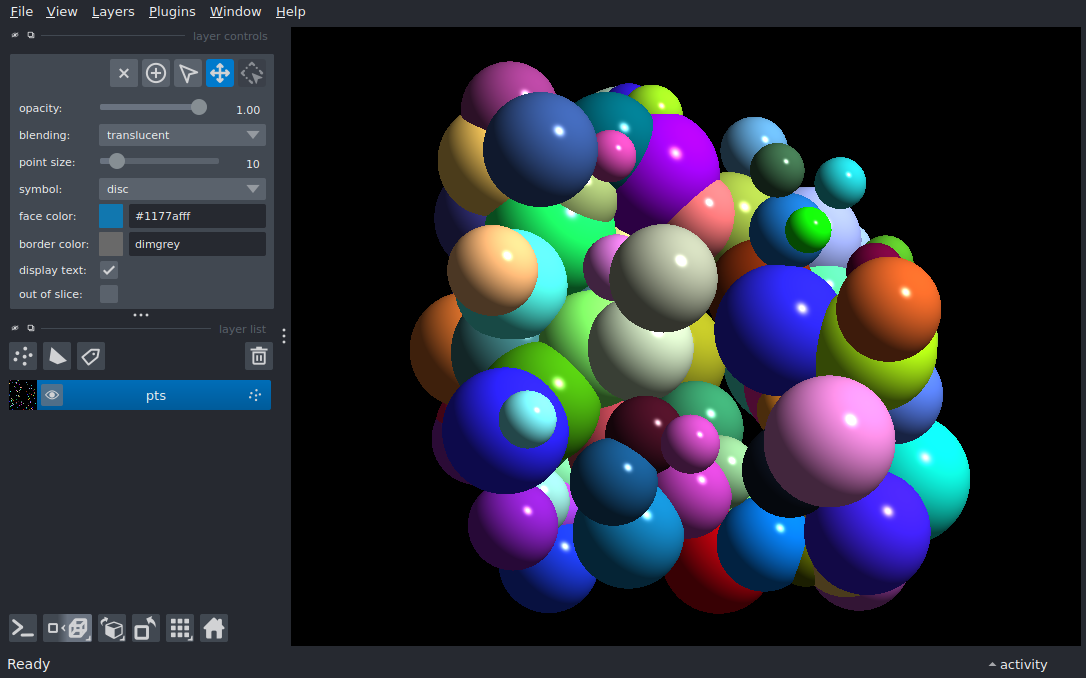 File View Layers Plugins Window Help
layer controls
opacity: 1.00
blending: translucent
point size: 10
symbol: disc
face color: #1177afff
border color: dimgrey
display text:
out of slice:
layer list
pts
Ready
activity